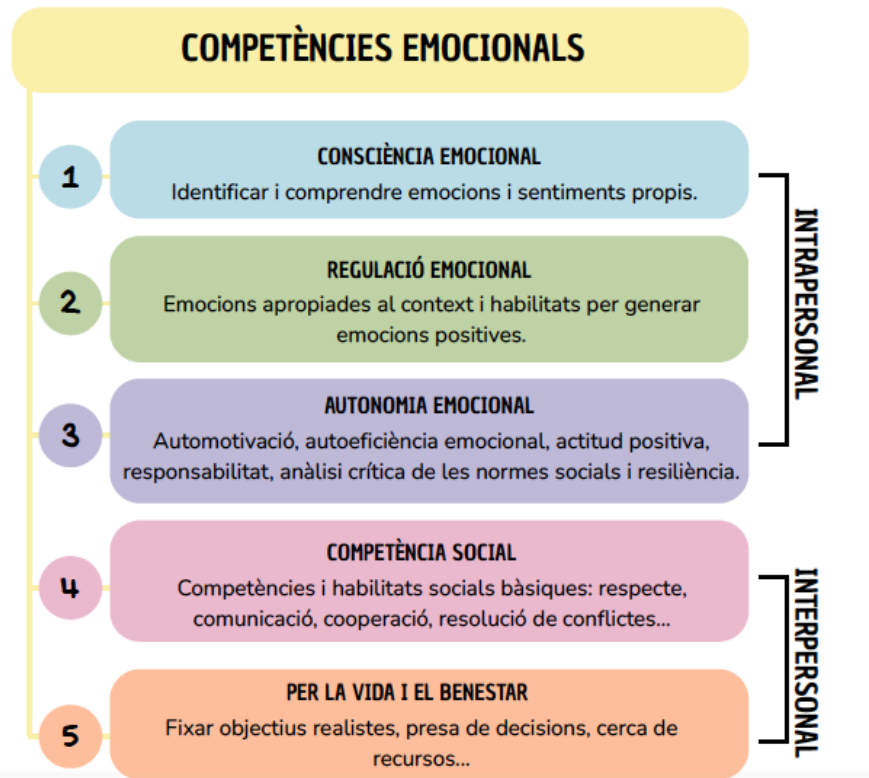 COMPETÈNCIES EMOCIONALS
1
CONSCIÈNCIA EMOCIONAL
Identificar i comprendre emocions i sentiments propis.
2
REGULACIÓ EMOCIONAL
Emocions apropiades al context i habilitats per generar
emocions positives.
3
AUTONOMIA EMOCIONAL
Automotivació, autoeficiència emocional, actitud positiva,
responsabilitat, anàlisi crítica de les normes socials i resiliència.
INTRAPERSONAL
4
COMPETÈNCIA SOCIAL
Competències i habilitats socials bàsiques: respecte,
comunicació, cooperació, resolució de conflictes...
5
PER LA VIDA I EL BENESTAR
Fixar objectius realistes, presa de decisions, cerca de
recursos...
INTERPERSONAL